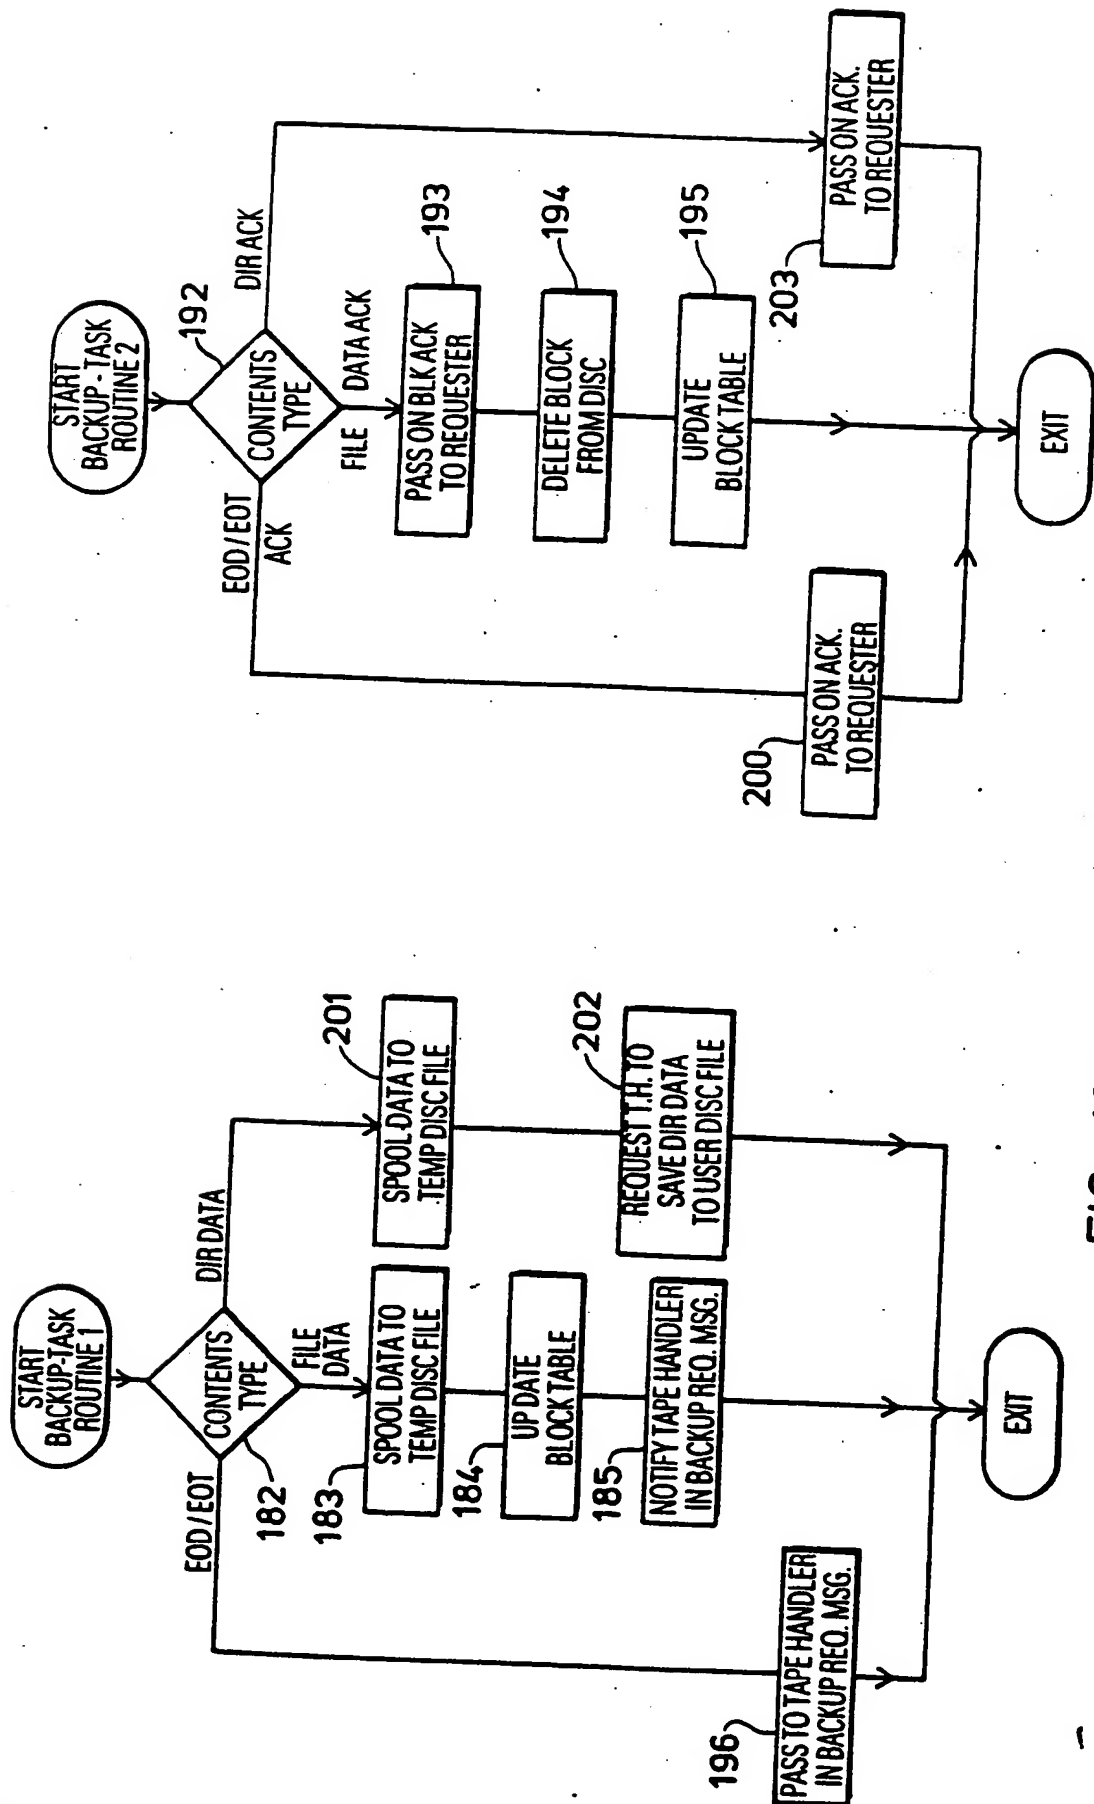 START
BACKUP-TASK
ROUTINE 1
CONTENTS
TYPE
182
EOD/EOT
FILE
DATA
DIR DATA
183
SPOOL DATA TO
TEMP DISC FILE
184
UPDATE
BLOCK TABLE
185
NOTIFY TAPE HANDLER
IN BACKUP REQ. MSG.
201
SPOOL DATA TO
TEMP DISC FILE
202
REQUEST T.H. TO
SAVE DIR DATA
TO USER DISC FILE
196
PASS TO TAPE HANDLER
IN BACKUP REQ. MSG.
EXIT
START
BACKUP-TASK
ROUTINE 2
192
CONTENTS
TYPE
EOD/EOT
ACK
FILE DATA ACK
DIR ACK
193
PASS ON BLK ACK
TO REQUESTER
194
DELETE BLOCK
FROM DISC
195
UPDATE
BLOCK TABLE
200
PASS ON ACK.
TO REQUESTER
203
PASS ON ACK.
TO REQUESTER
EXIT